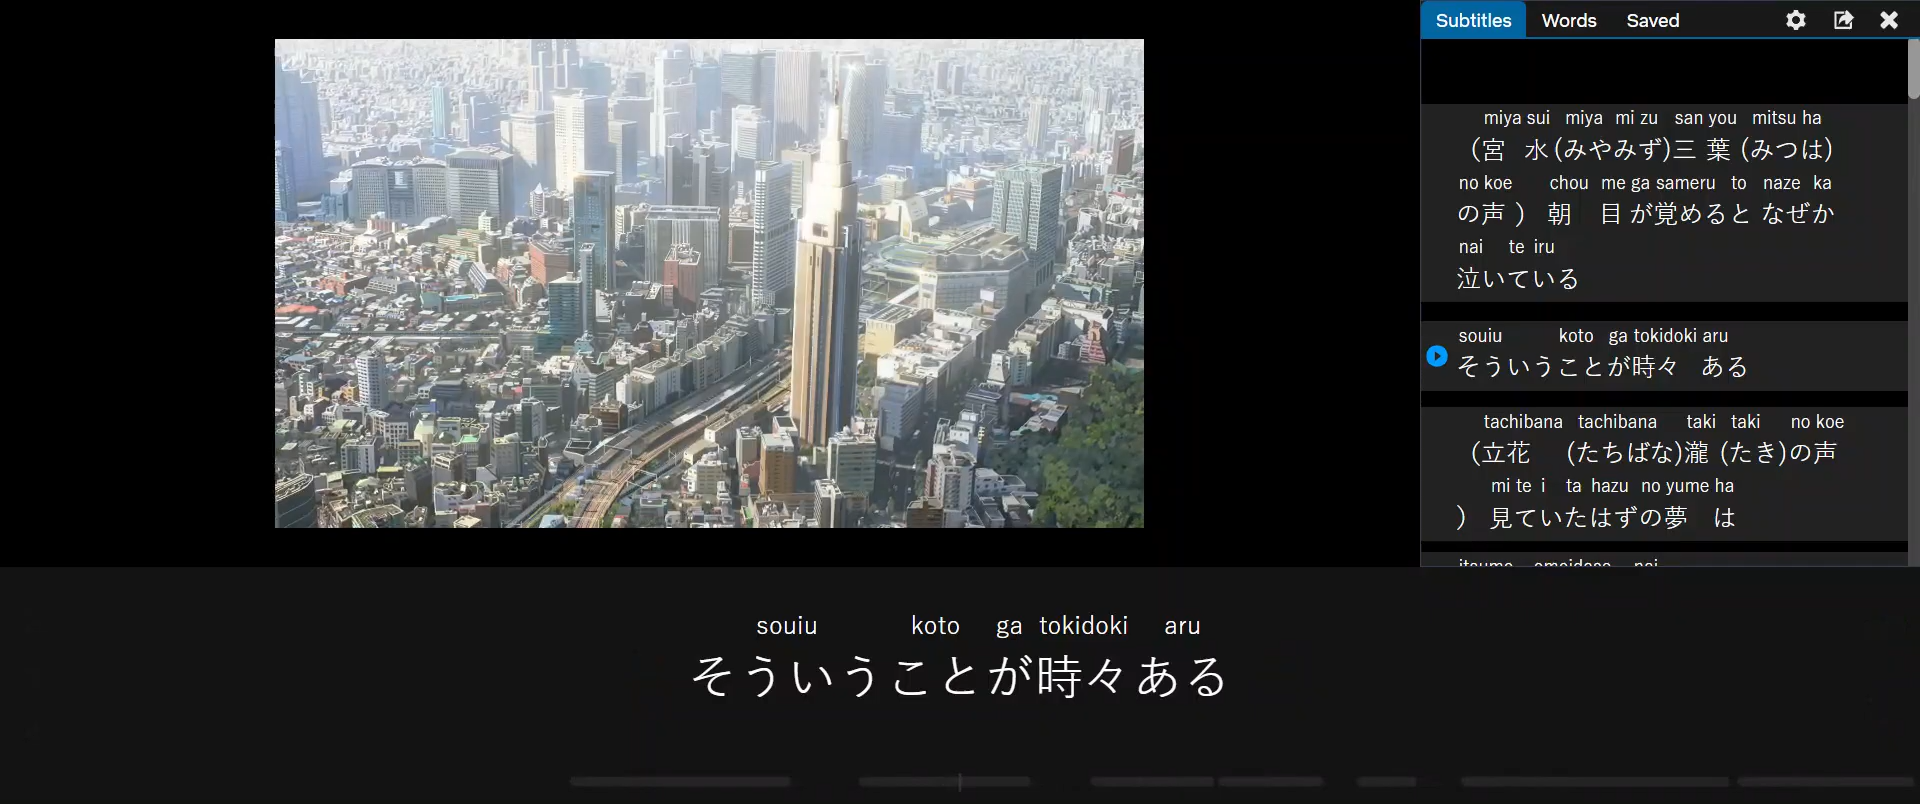 Subtitles Words Saved
miya sui miya mi zu san you mitsu ha
(宮 水(みやみず)三 葉 (みつは)
no koe chou me ga sameru to naze ka
の声 ) 朝 目 が覚めると なぜか
nai te iru
泣いている
souiu koto ga tokidoki aru
そういうことが時々 ある
tachibana tachibana taki taki no koe
(立花 (たちばな)瀧 (たき)の声
mi te i ta hazu no yume ha
) 見ていたはずの夢 は
itsumo omoidase nai
souiu koto ga tokidoki aru
そういうことが時々ある